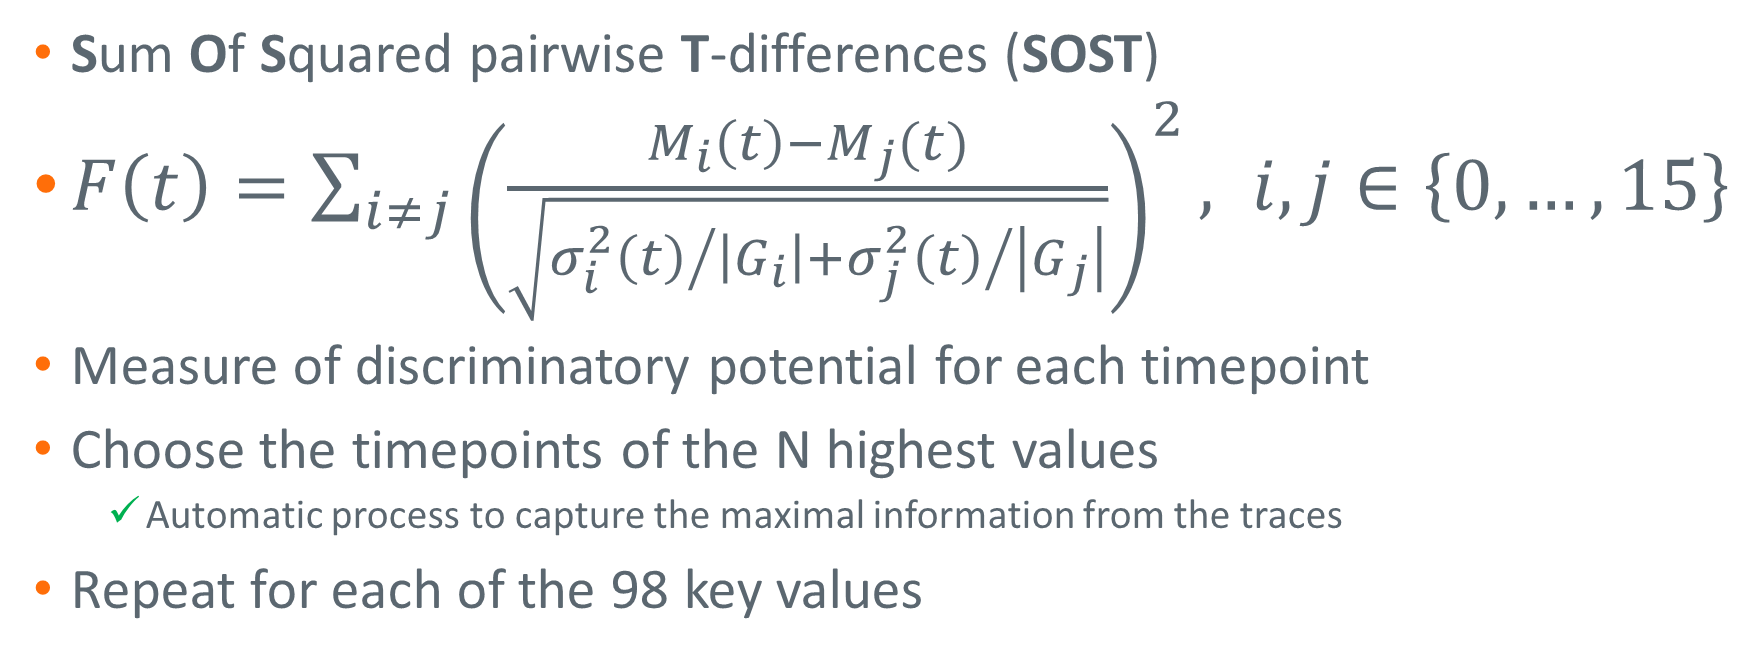 • Sum Of Squared pairwise T-differences (SOST)
• F(t) = ∑_{i≠j} ( (M_i(t)−M_j(t)) / √(σ_i^2(t)/|G_i|+σ_j^2(t)/|G_j|) )^2 , i,j ∈ {0, … , 15}
• Measure of discriminatory potential for each timepoint
• Choose the timepoints of the N highest values
✓ Automatic process to capture the maximal information from the traces
• Repeat for each of the 98 key values